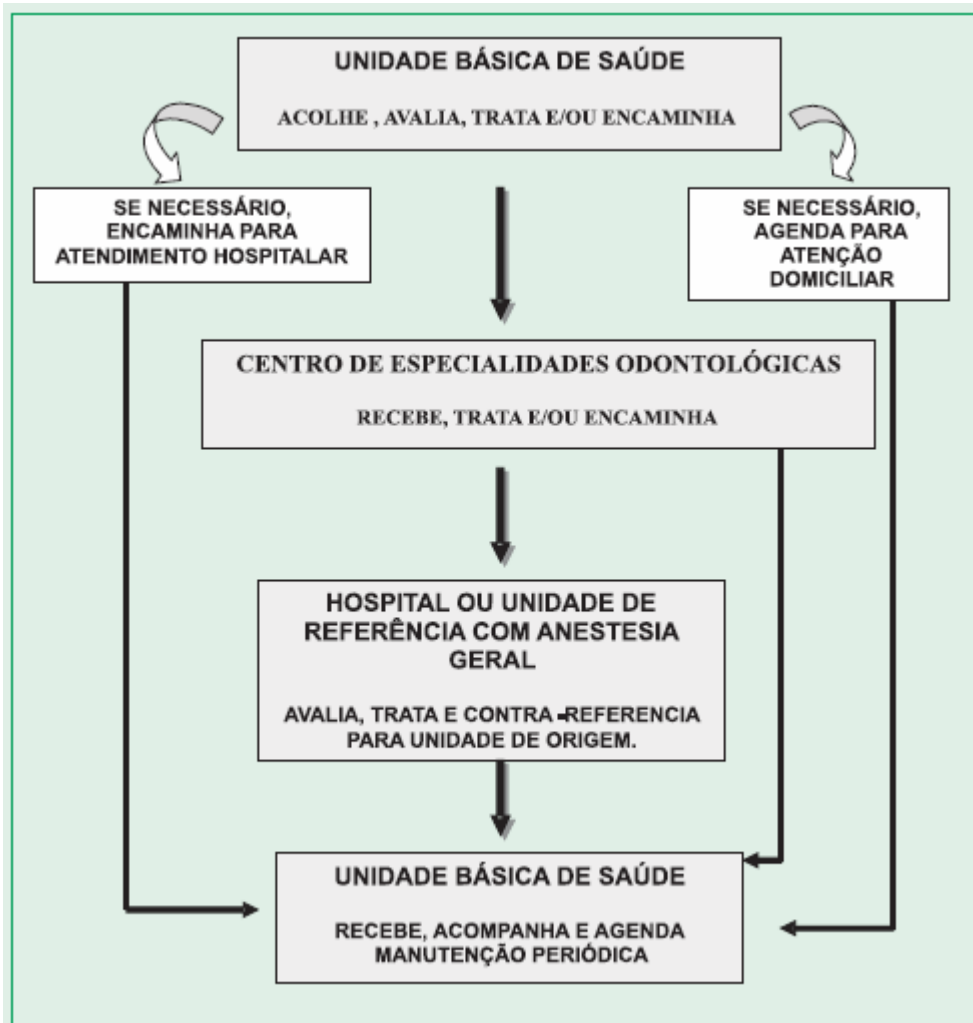 UNIDADE BÁSICA DE SAÚDE
ACOLHE , AVALIA, TRATA E/OU ENCAMINHA
SE NECESSÁRIO,
ENCAMINHA PARA
ATENDIMENTO HOSPITALAR
SE NECESSÁRIO,
AGENDA PARA
ATENÇÃO
DOMICILIAR
CENTRO DE ESPECIALIDADES ODONTOLÓGICAS
RECEBE, TRATA E/OU ENCAMINHA
HOSPITAL OU UNIDADE DE
REFERÊNCIA COM ANESTESIA
GERAL
AVALIA, TRATA E CONTRA -REFERENCIA
PARA UNIDADE DE ORIGEM.
UNIDADE BÁSICA DE SAÚDE
RECEBE, ACOMPANHA E AGENDA
MANUTENÇÃO PERIÓDICA